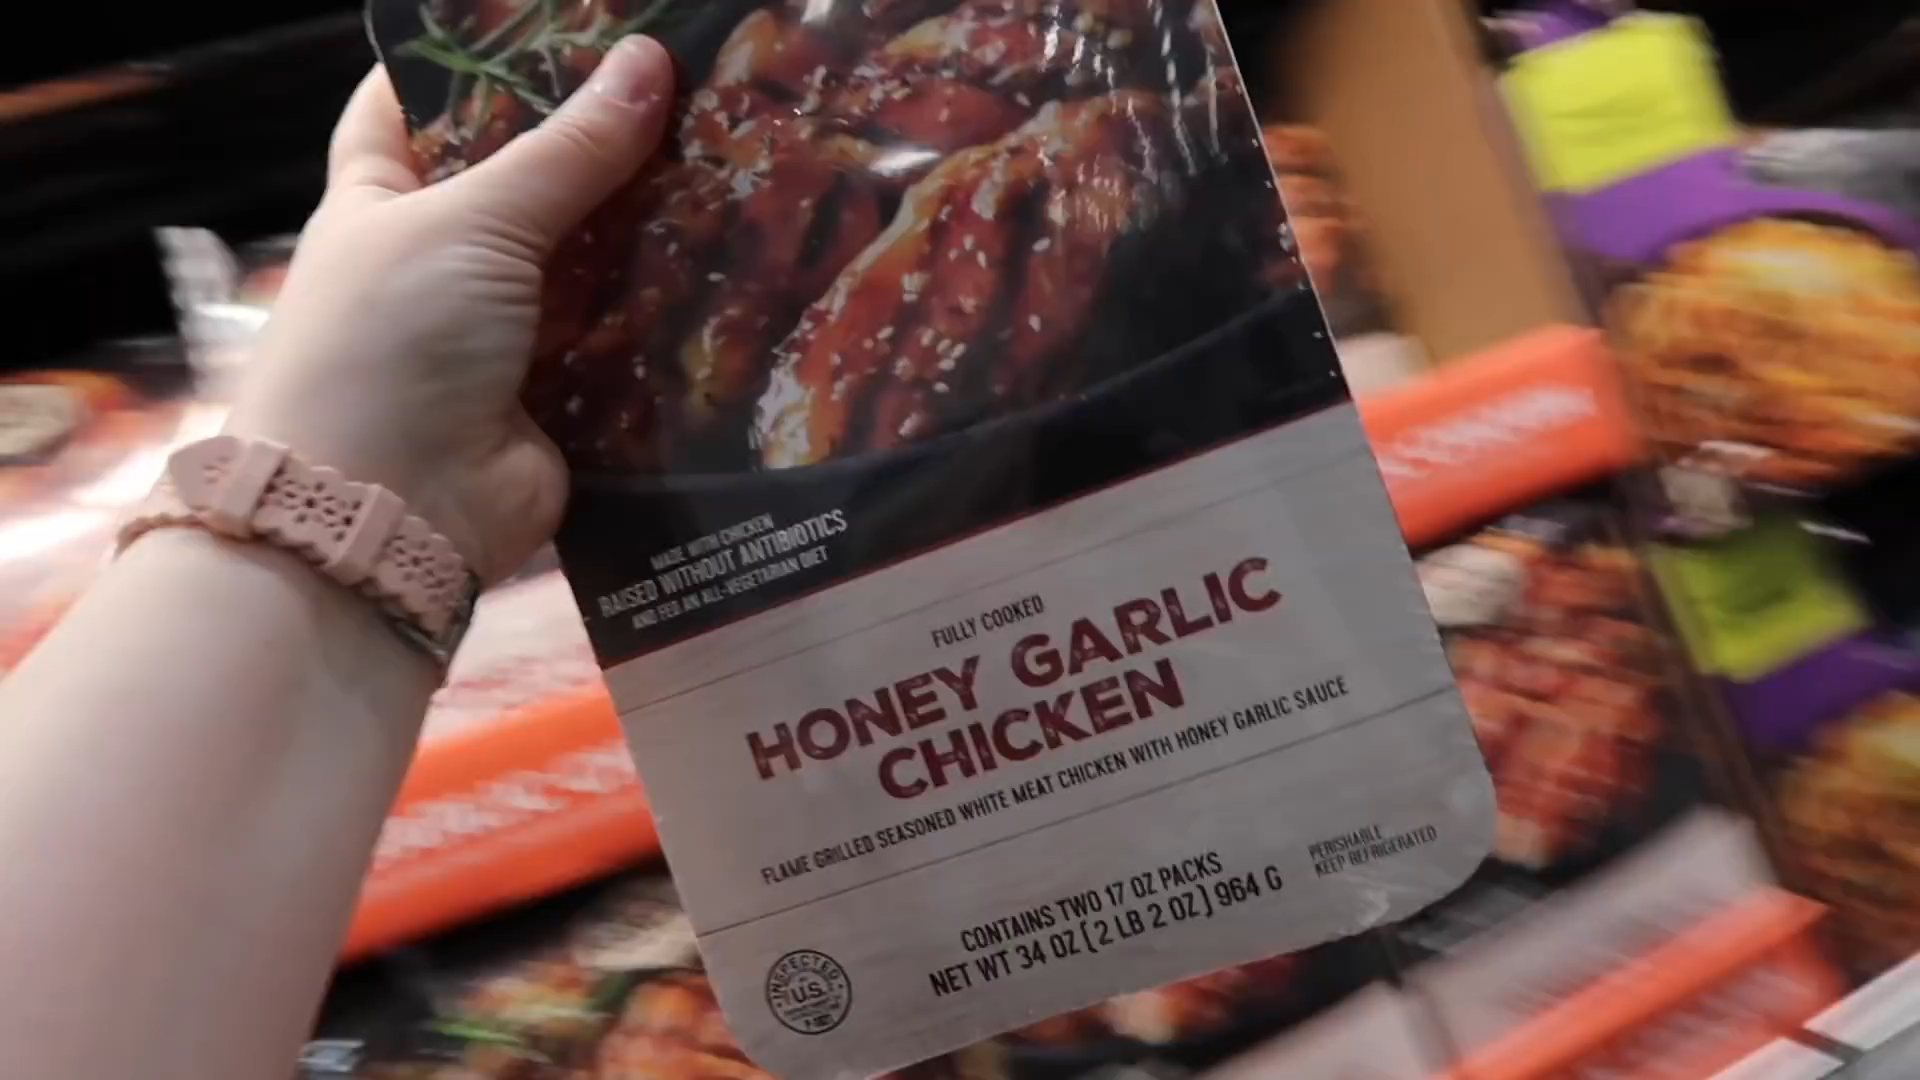 MADE WITH CHICKEN
RAISED WITHOUT ANTIBIOTICS
AND FED AN ALL-VEGETARIAN DIET
FULLY COOKED
HONEY GARLIC
CHICKEN
FLAME GRILLED SEASONED WHITE MEAT CHICKEN WITH HONEY GARLIC SAUCE
CONTAINS TWO 17 OZ PACKS
NET WT 34 OZ [2 LB 2 OZ] 964 G
PERISHABLE
KEEP REFRIGERATED
INSPECTED
U.S.